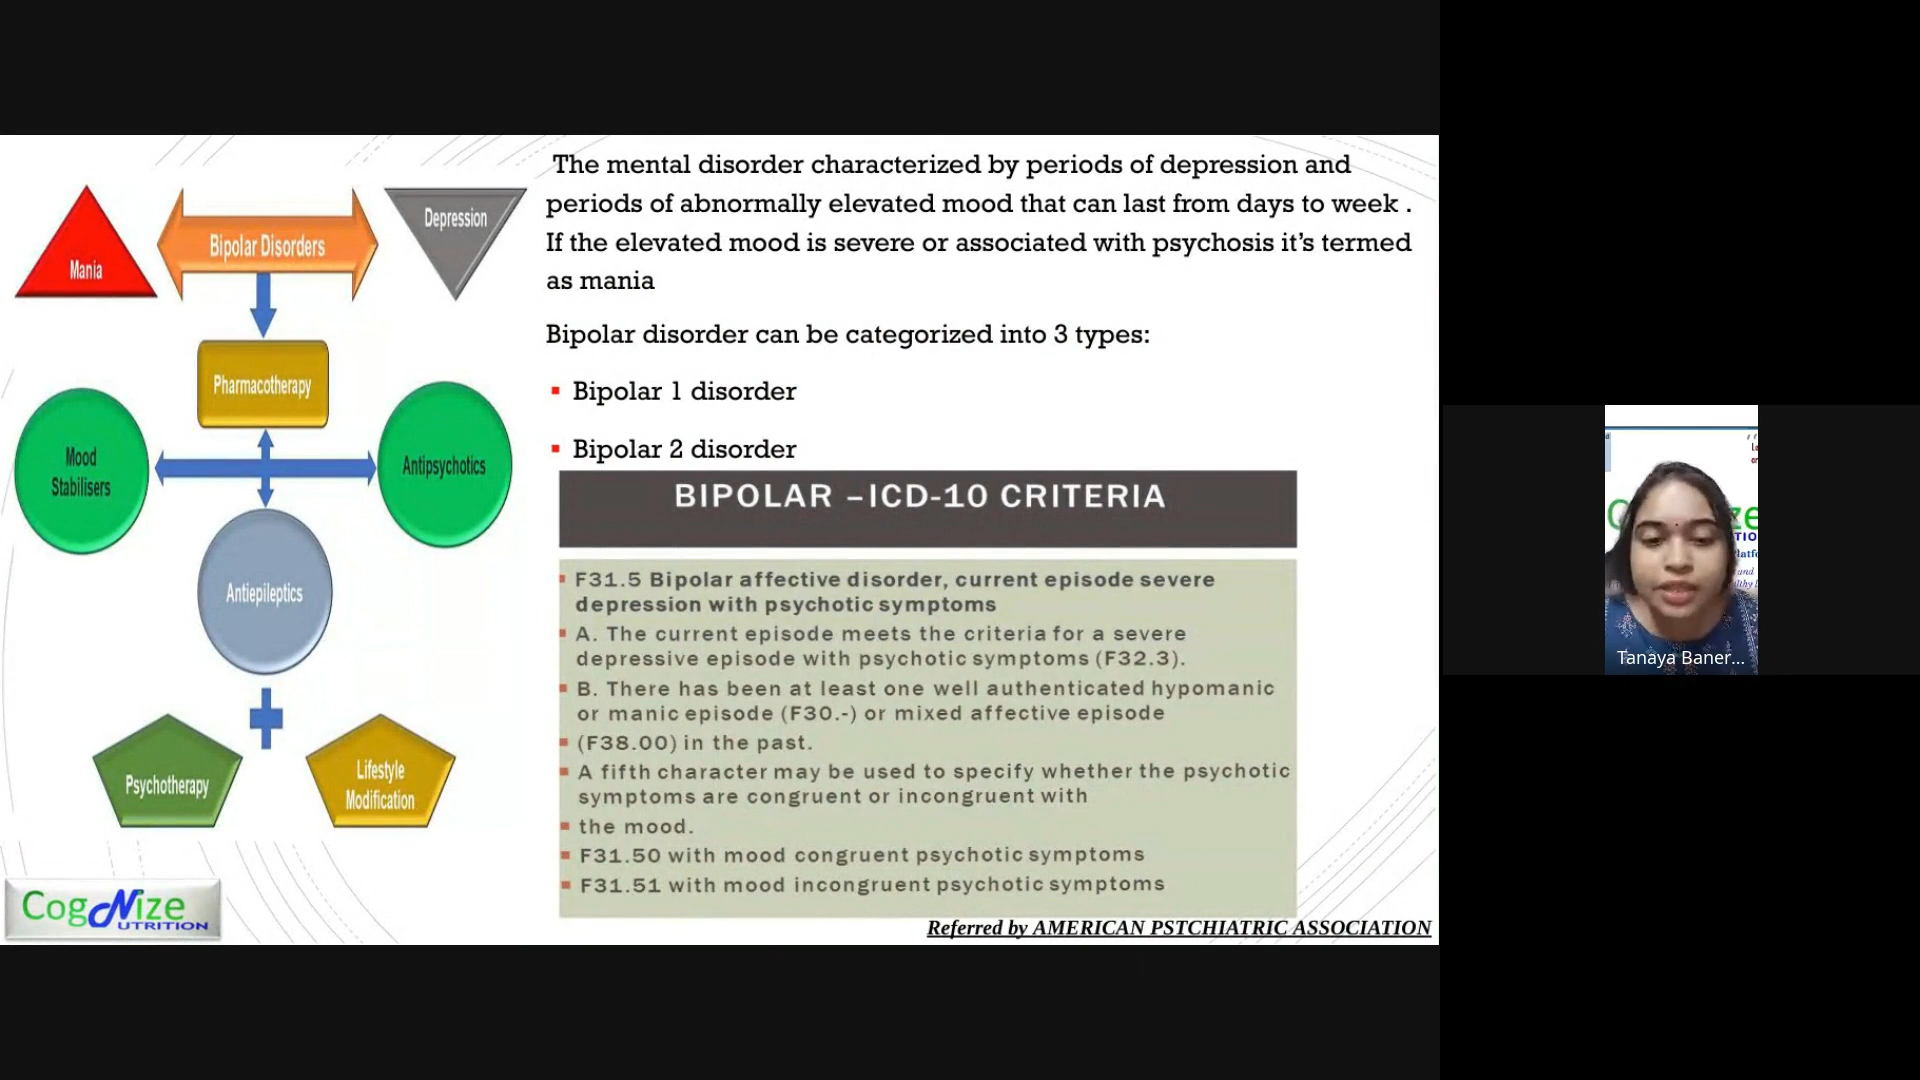 The mental disorder characterized by periods of depression and
periods of abnormally elevated mood that can last from days to week .
If the elevated mood is severe or associated with psychosis it’s termed
as mania
Bipolar disorder can be categorized into 3 types:
Bipolar 1 disorder
Bipolar 2 disorder
Mania
Bipolar Disorders
Depression
Pharmacotherapy
Mood
Stabilisers
Antipsychotics
Antiepileptics
Psychotherapy
Lifestyle
Modification
BIPOLAR –ICD-10 CRITERIA
F31.5 Bipolar affective disorder, current episode severe
depression with psychotic symptoms
A. The current episode meets the criteria for a severe
depressive episode with psychotic symptoms (F32.3).
B. There has been at least one well authenticated hypomanic
or manic episode (F30.-) or mixed affective episode
(F38.00) in the past.
A fifth character may be used to specify whether the psychotic
symptoms are congruent or incongruent with
the mood.
F31.50 with mood congruent psychotic symptoms
F31.51 with mood incongruent psychotic symptoms
CogNize
NUTRITION
Referred by AMERICAN PSTCHIATRIC ASSOCIATION
Tanaya Baner...